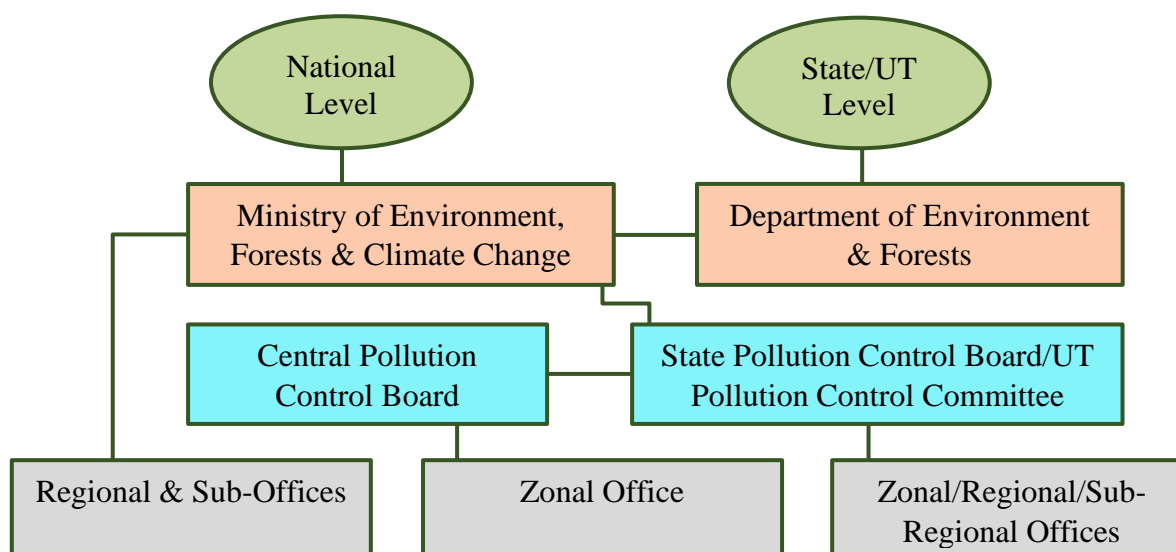 National
Level
State/UT
Level
Ministry of Environment,
Forests & Climate Change
Department of Environment
& Forests
Central Pollution
Control Board
State Pollution Control Board/UT
Pollution Control Committee
Regional & Sub-Offices
Zonal Office
Zonal/Regional/Sub-
Regional Offices